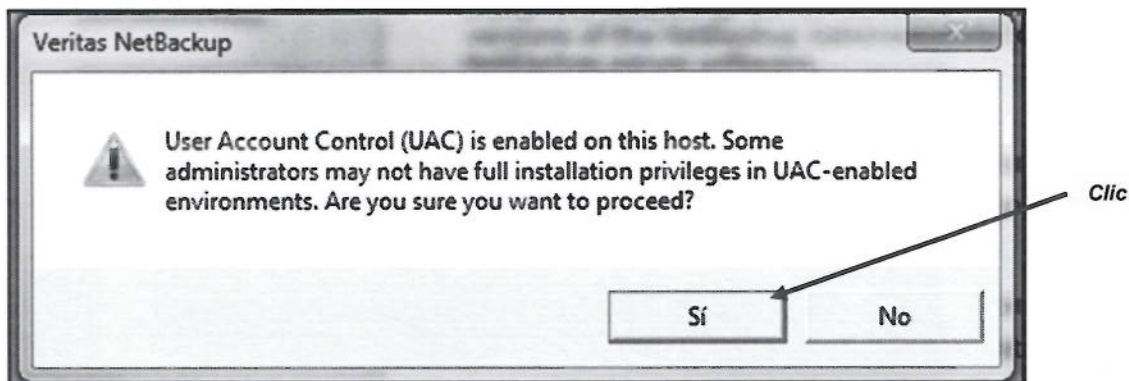 Veritas NetBackup
User Account Control (UAC) is enabled on this host. Some
administrators may not have full installation privileges in UAC-enabled
environments. Are you sure you want to proceed?
Clic
Sí
No